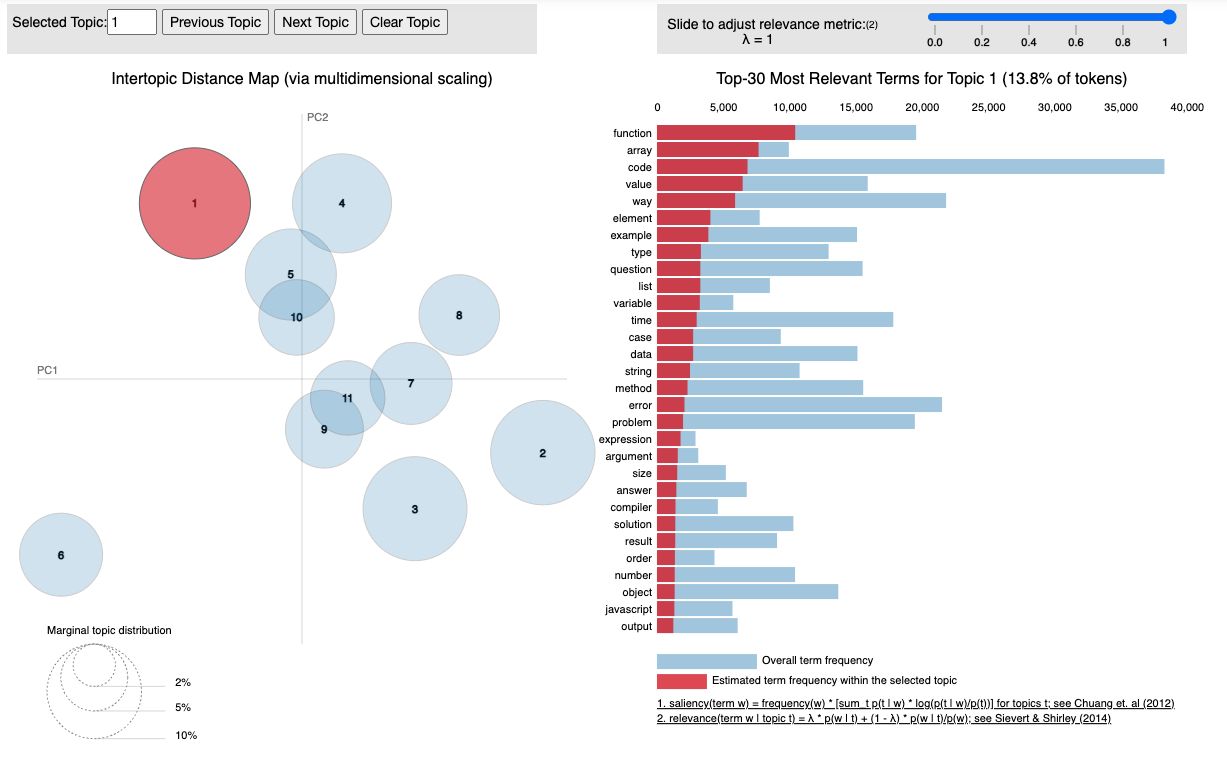 Selected Topic: 1 Previous Topic Next Topic Clear Topic
Slide to adjust relevance metric:(2)
λ = 1
0.0 0.2 0.4 0.6 0.8 1
Intertopic Distance Map (via multidimensional scaling)
PC2
PC1
1
4
5
10
8
7
11
9
2
3
6
Marginal topic distribution
2%
5%
10%
Top-30 Most Relevant Terms for Topic 1 (13.8% of tokens)
0 5,000 10,000 15,000 20,000 25,000 30,000 35,000 40,000
function
array
code
value
way
element
example
type
question
list
variable
time
case
data
string
method
error
problem
expression
argument
size
answer
compiler
solution
result
order
number
object
javascript
output
Overall term frequency
Estimated term frequency within the selected topic
1. saliency(term w) = frequency(w) * [sum_t p(t | w) * log(p(t | w)/p(t))] for topics t; see Chuang et. al (2012)
2. relevance(term w | topic t) = λ * p(w | t) + (1 - λ) * p(w | t)/p(w); see Sievert & Shirley (2014)